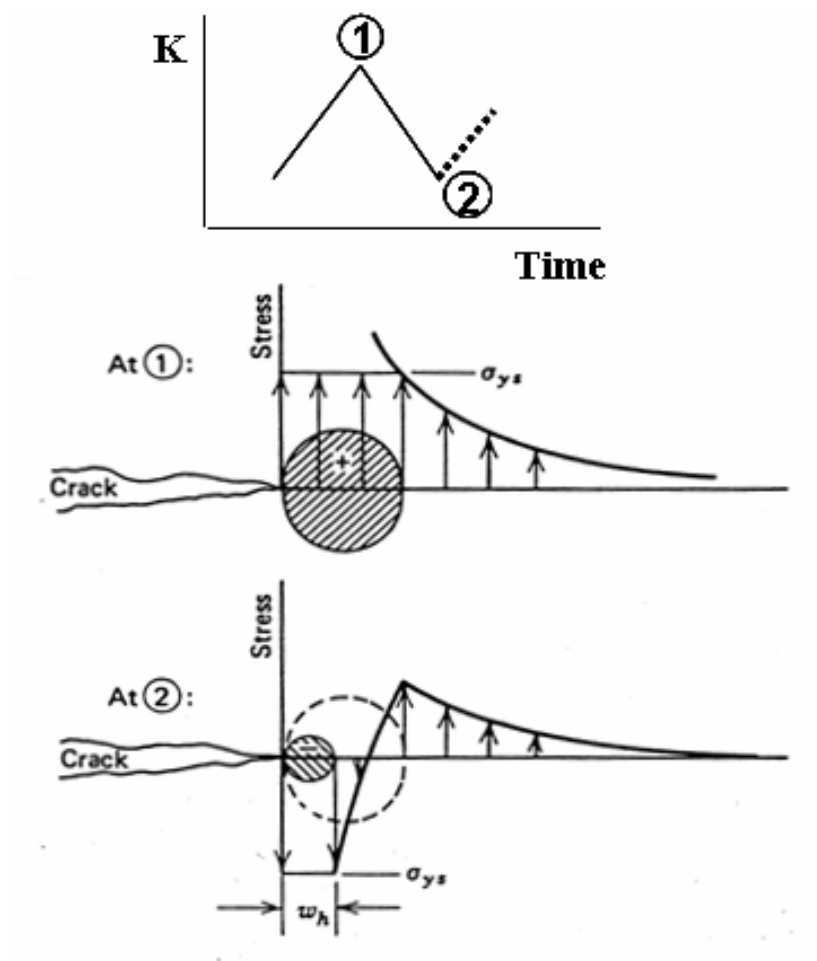 K
①
②
Time
Stress
At ①:
σys
+
Crack
Stress
At ②:
−
Crack
σys
wh